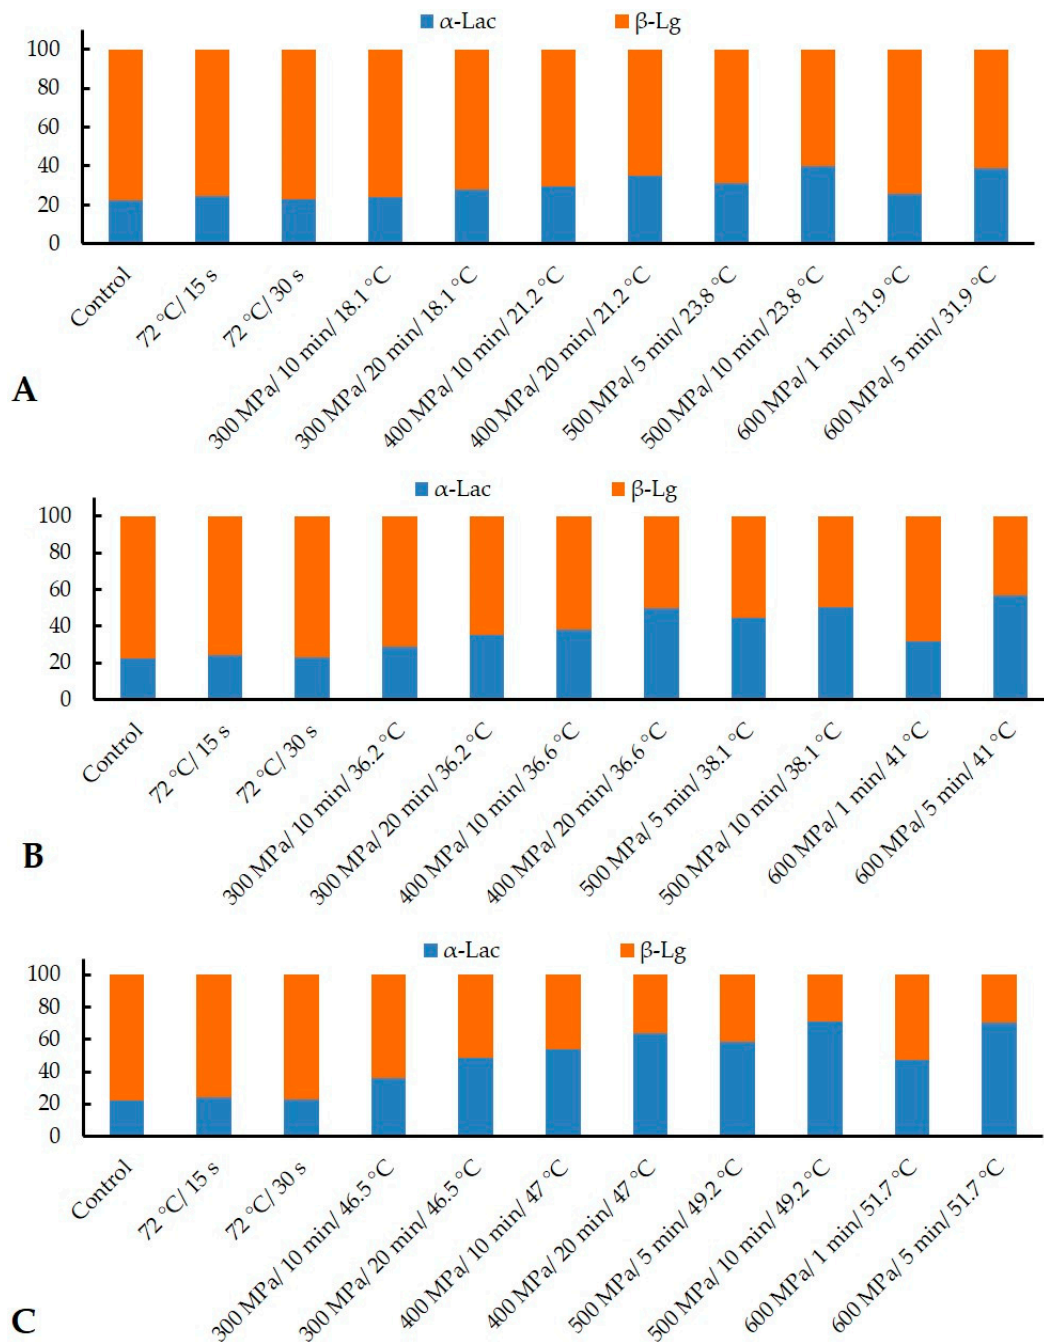 α-Lac β-Lg
100
80
60
40
20
0
Control
72 °C/ 15 s
72 °C/ 30 s
300 MPa/ 10 min/ 18.1 °C
300 MPa/ 20 min/ 18.1 °C
400 MPa/ 10 min/ 21.2 °C
400 MPa/ 20 min/ 21.2 °C
500 MPa/ 5 min/ 23.8 °C
500 MPa/ 10 min/ 23.8 °C
600 MPa/ 1 min/ 31.9 °C
600 MPa/ 5 min/ 31.9 °C
A
α-Lac β-Lg
100
80
60
40
20
0
Control
72 °C/ 15 s
72 °C/ 30 s
300 MPa/ 10 min/ 36.2 °C
300 MPa/ 20 min/ 36.2 °C
400 MPa/ 10 min/ 36.6 °C
400 MPa/ 20 min/ 36.6 °C
500 MPa/ 5 min/ 38.1 °C
500 MPa/ 10 min/ 38.1 °C
600 MPa/ 1 min/ 41 °C
600 MPa/ 5 min/ 41 °C
B
α-Lac β-Lg
100
80
60
40
20
0
Control
72 °C/ 15 s
72 °C/ 30 s
300 MPa/ 10 min/ 46.5 °C
300 MPa/ 20 min/ 46.5 °C
400 MPa/ 10 min/ 47 °C
400 MPa/ 20 min/ 47 °C
500 MPa/ 5 min/ 49.2 °C
500 MPa/ 10 min/ 49.2 °C
600 MPa/ 1 min/ 51.7 °C
600 MPa/ 5 min/ 51.7 °C
C